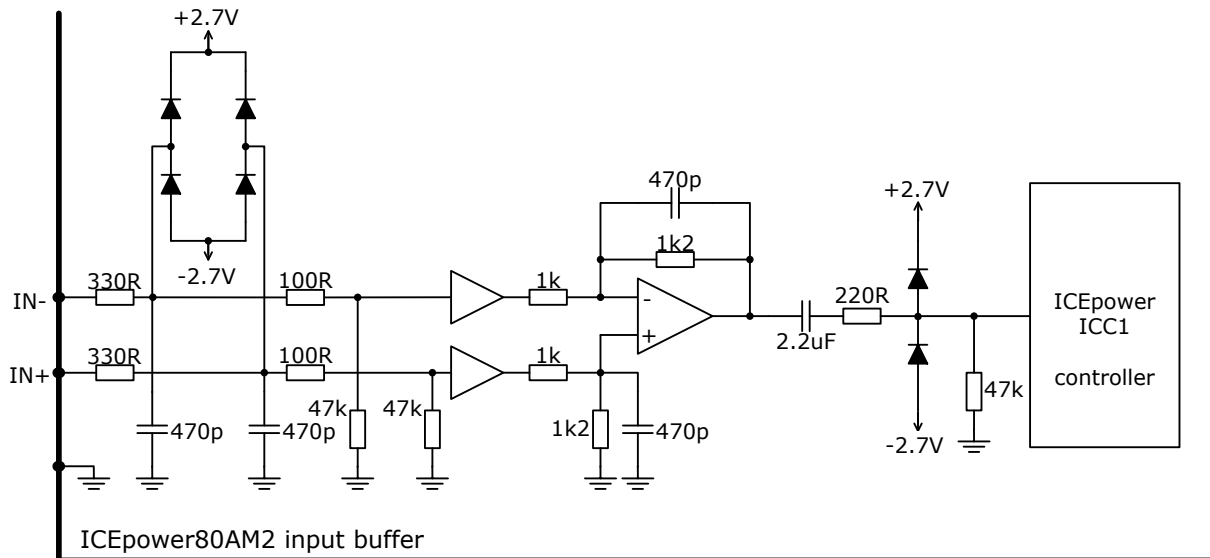 +2.7V
-2.7V
330R
100R
IN-
330R
100R
IN+
470p
470p
47k
47k
1k
1k
470p
1k2
-
+
1k2
470p
2.2uF
220R
+2.7V
-2.7V
47k
ICEpower
ICC1
controller
ICEpower80AM2 input buffer